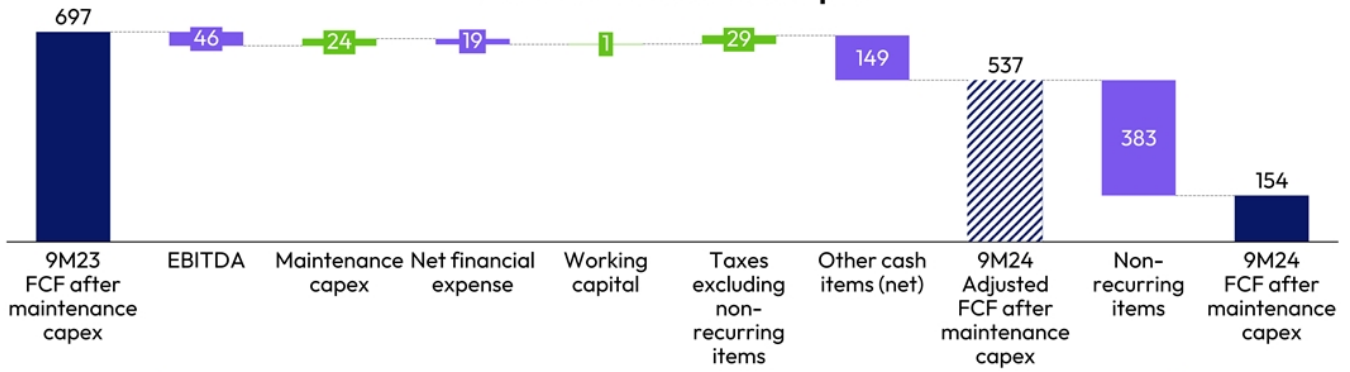 697
46
24
19
1
29
149
537
383
154
9M23
FCF after
maintenance
capex
EBITDA
Maintenance
capex
Net financial
expense
Working
capital
Taxes
excluding
non-
recurring
items
Other cash
items (net)
9M24
Adjusted
FCF after
maintenance
capex
Non-
recurring
items
9M24
FCF after
maintenance
capex